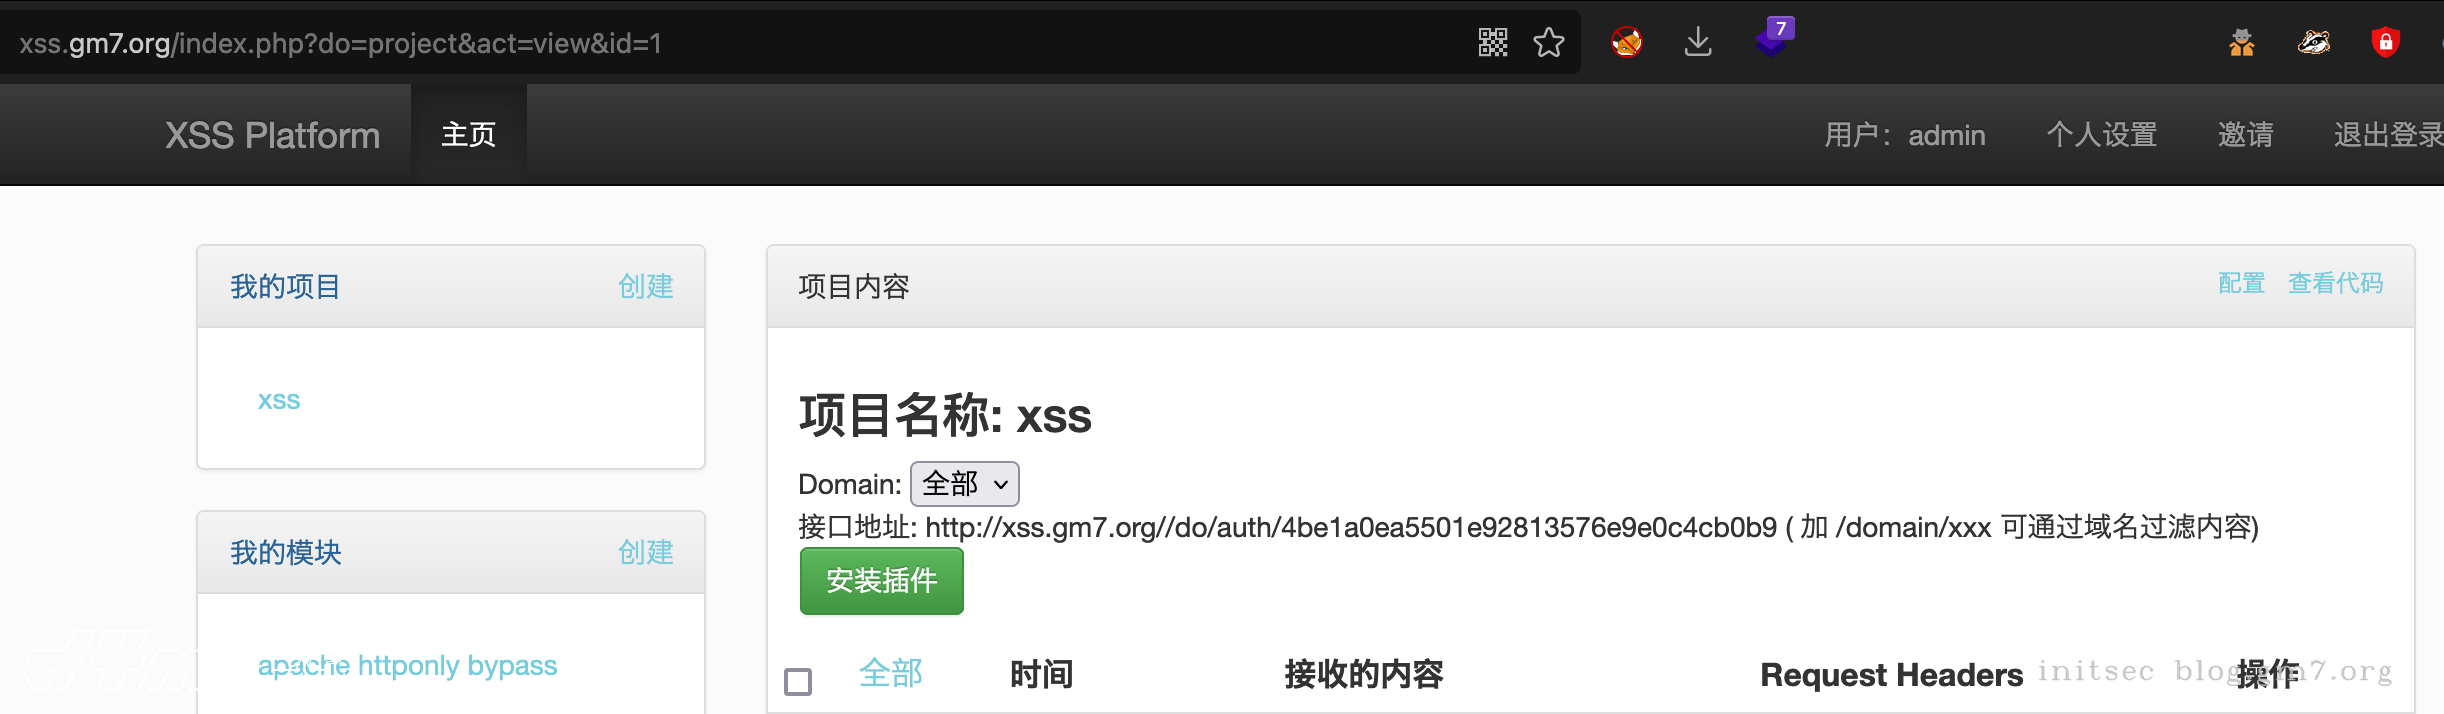 xss.gm7.org/index.php?do=project&act=view&id=1
7
XSS Platform 主页 用户：admin 个人设置 邀请 退出登录
我的项目 创建
xss
我的模块 创建
apache httponly bypass
项目内容 配置 查看代码
项目名称: xss
Domain: 全部
接口地址: http://xss.gm7.org//do/auth/4be1a0ea5501e92813576e9e0c4cb0b9 ( 加 /domain/xxx 可通过域名过滤内容)
安装插件
全部 时间 接收的内容 Request Headers 操作
initsec blog.gm7.org